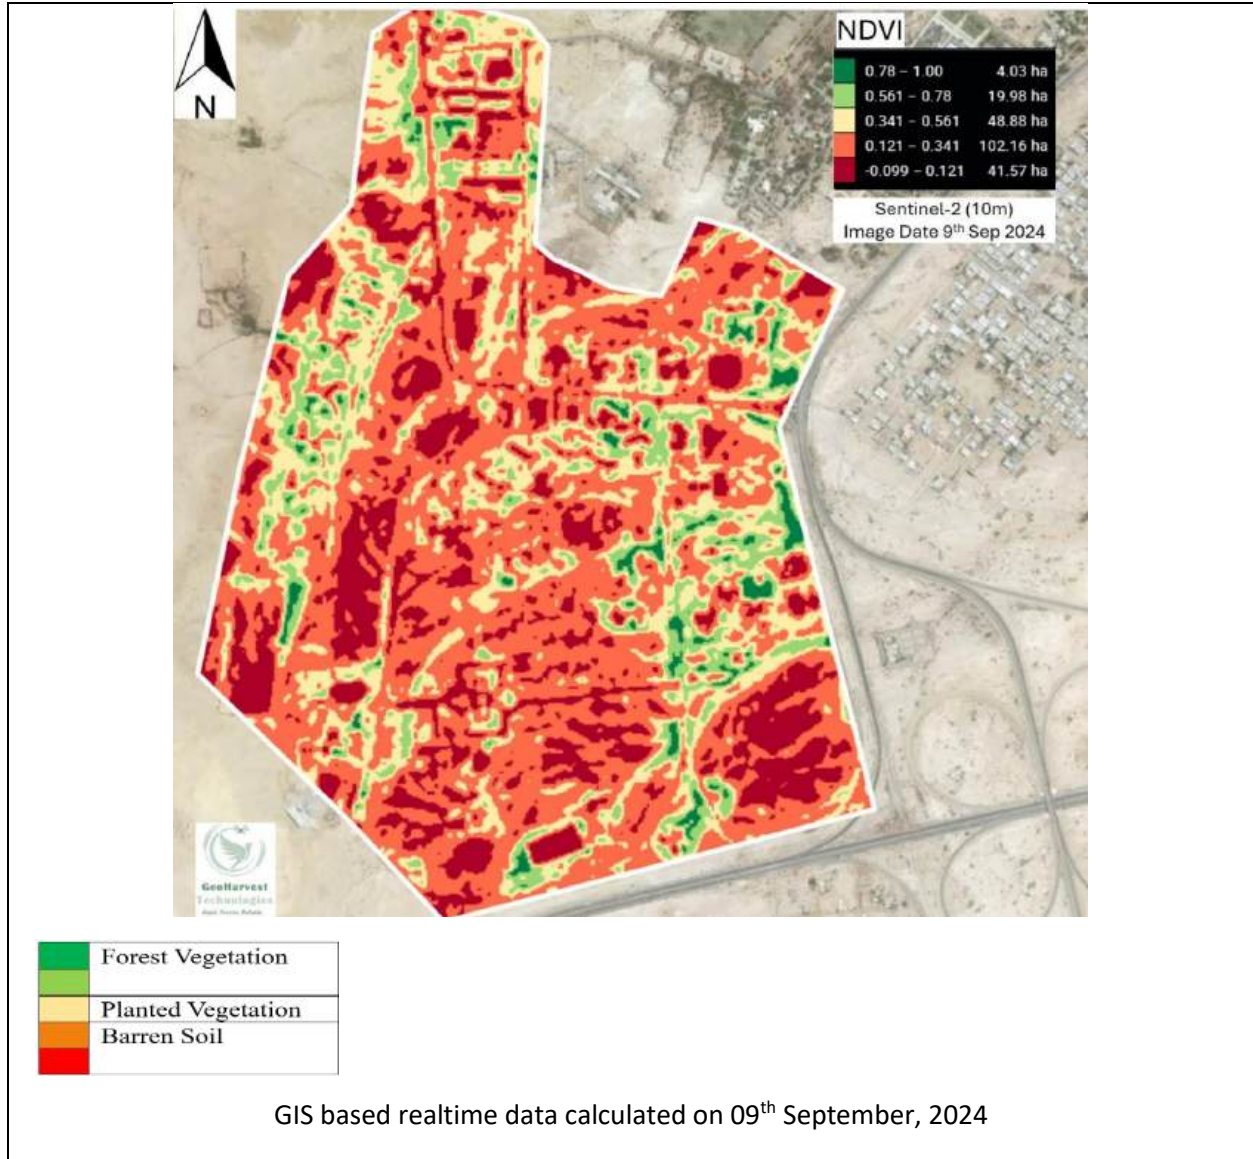 N
NDVI
0.78 – 1.00 4.03 ha
0.561 – 0.78 19.98 ha
0.341 – 0.561 48.88 ha
0.121 – 0.341 102.16 ha
-0.099 – 0.121 41.57 ha
Sentinel-2 (10m)
Image Date 9th Sep 2024
GeoHarvest
Technologies
Forest Vegetation
Planted Vegetation
Barren Soil
GIS based realtime data calculated on 09th September, 2024